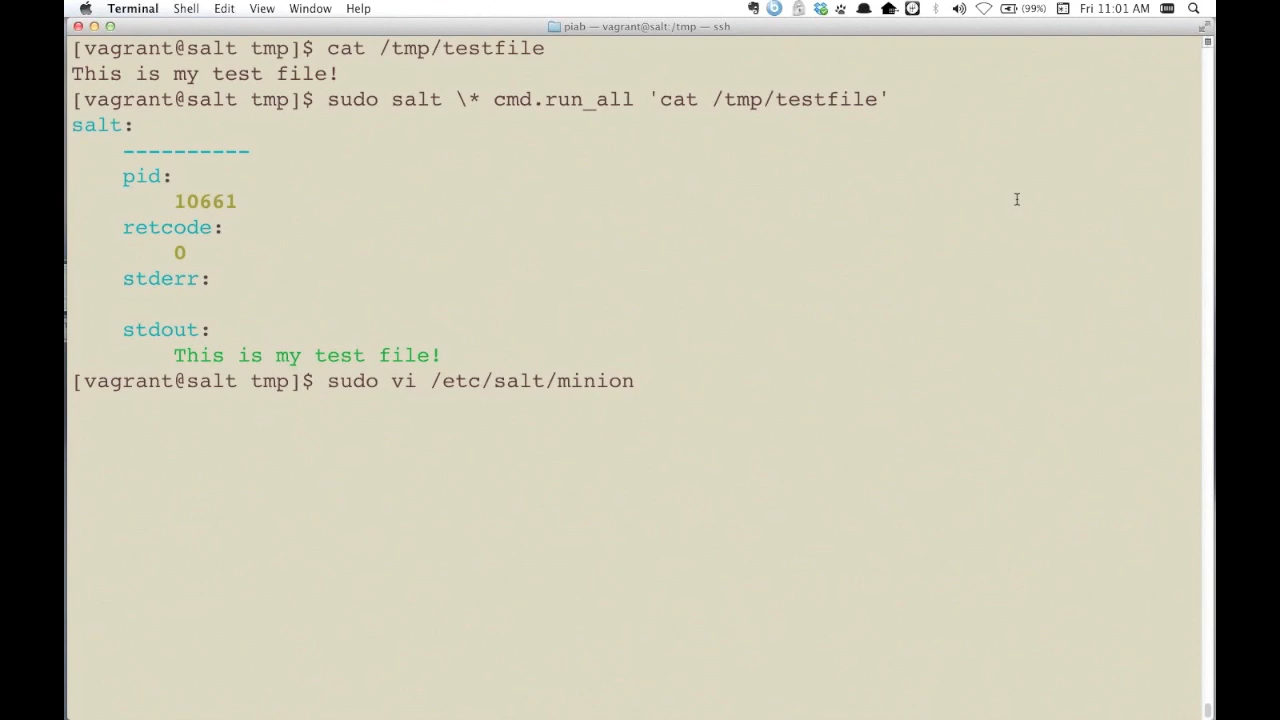 Terminal Shell Edit View Window Help (99%) Fri 11:01 AM
piab — vagrant@salt:/tmp — ssh
[vagrant@salt tmp]$ cat /tmp/testfile
This is my test file!
[vagrant@salt tmp]$ sudo salt \* cmd.run_all 'cat /tmp/testfile'
salt:
----------
pid:
10661
retcode:
0
stderr:
stdout:
This is my test file!
[vagrant@salt tmp]$ sudo vi /etc/salt/minion